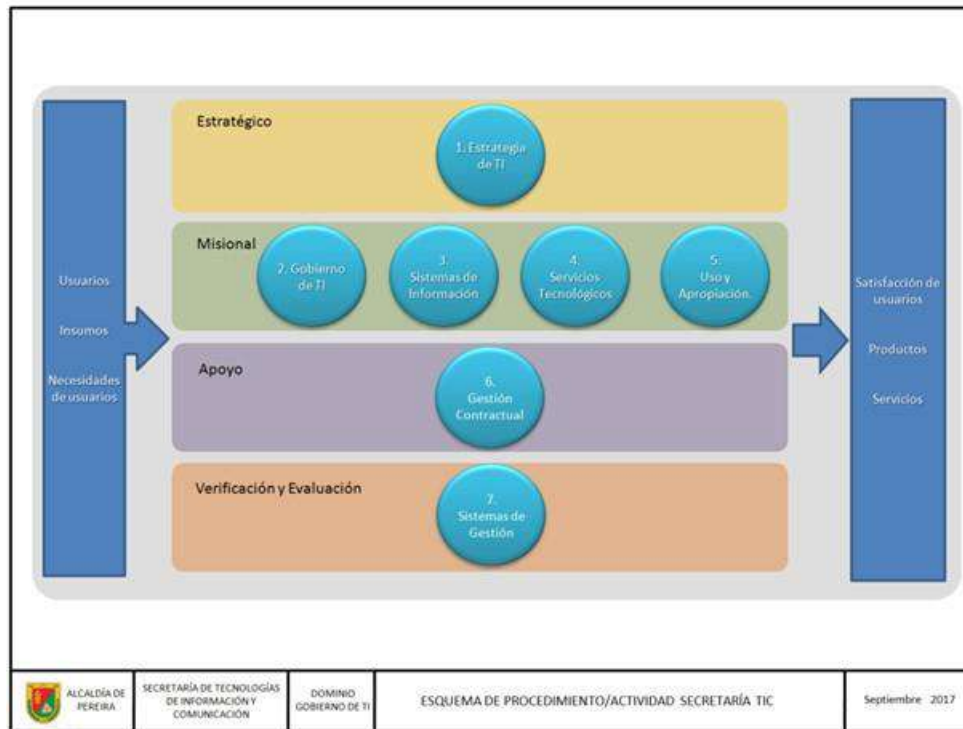 Estratégico
1. Estrategia
de TI
Misional
2. Gobierno
de TI
3.
Sistemas de
Información
4.
Servicios
Tecnológicos
5.
Uso y
Apropiación.
Usuarios
Insumos
Necesidades
de usuarios
Apoyo
6.
Gestión
Contractual
Verificación y Evaluación
7.
Sistemas de
Gestión
Satisfacción de
usuarios
Productos
Servicios
ALCALDÍA DE
PEREIRA
SECRETARÍA DE TECNOLOGÍAS
DE INFORMACIÓN Y
COMUNICACIÓN
DOMINIO
GOBIERNO DE TI
ESQUEMA DE PROCEDIMIENTO/ACTIVIDAD SECRETARÍA TIC
Septiembre 2017